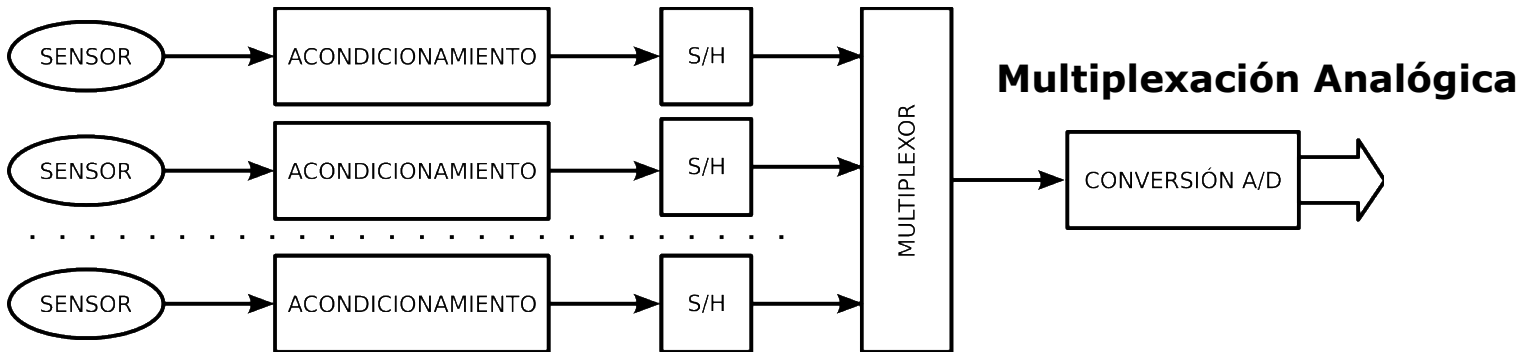 SENSOR
ACONDICIONAMIENTO
S/H
Multiplexación Analógica
SENSOR
ACONDICIONAMIENTO
S/H
MULTIPLEXOR
CONVERSIÓN A/D
SENSOR
ACONDICIONAMIENTO
S/H